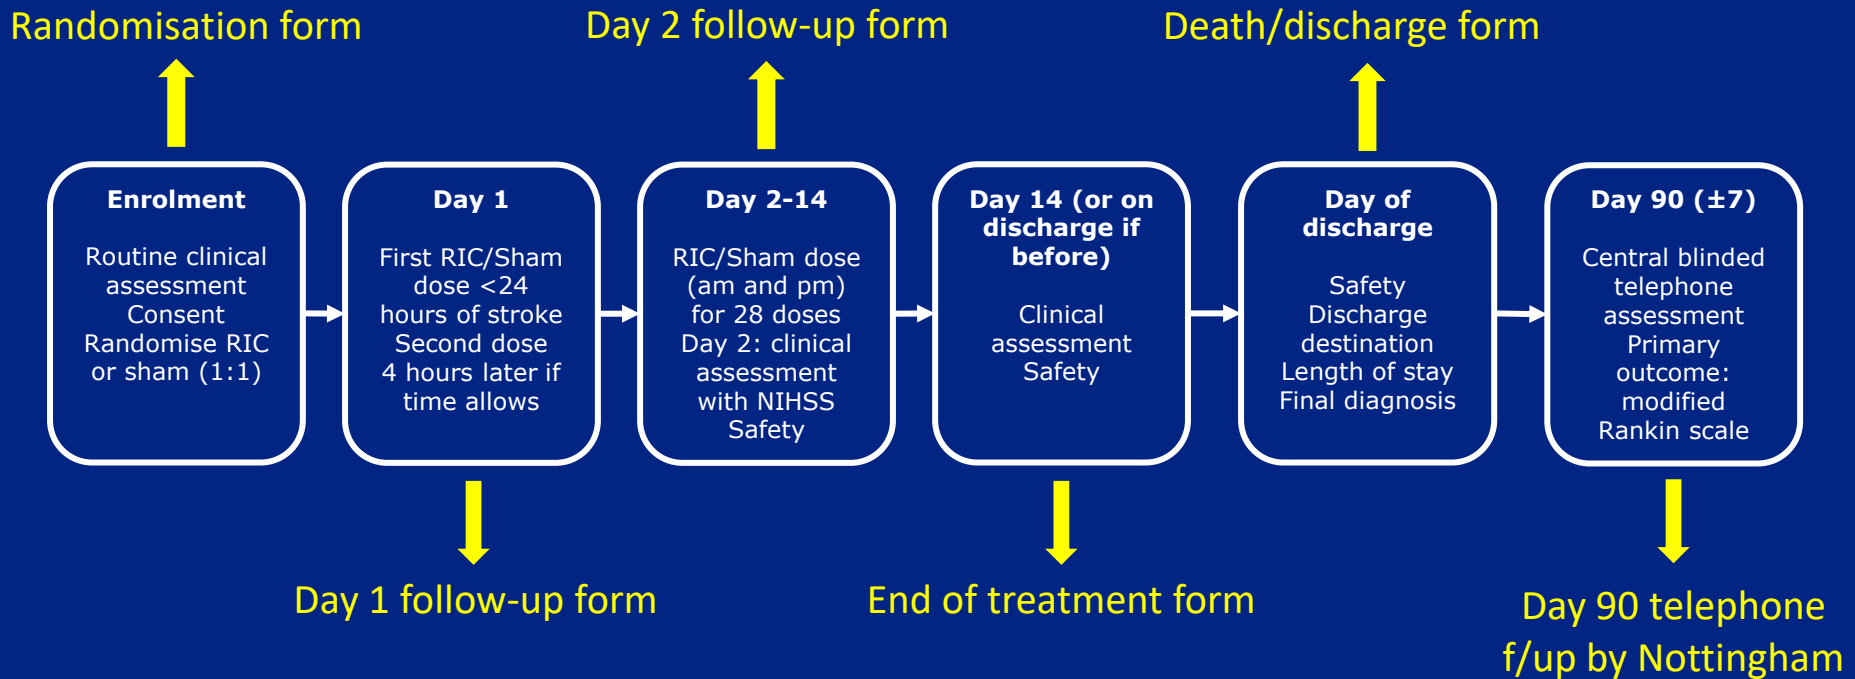 Randomisation form
Day 2 follow-up form
Death/discharge form
Enrolment
Routine clinical
assessment
Consent
Randomise RIC
or sham (1:1)
Day 1
First RIC/Sham
dose <24
hours of stroke
Second dose
4 hours later if
time allows
Day 2-14
RIC/Sham dose
(am and pm)
for 28 doses
Day 2: clinical
assessment
with NIHSS
Safety
Day 14 (or on
discharge if
before)
Clinical
assessment
Safety
Day of
discharge
Safety
Discharge
destination
Length of stay
Final diagnosis
Day 90 (±7)
Central blinded
telephone
assessment
Primary
outcome:
modified
Rankin scale
Day 1 follow-up form
End of treatment form
Day 90 telephone
f/up by Nottingham